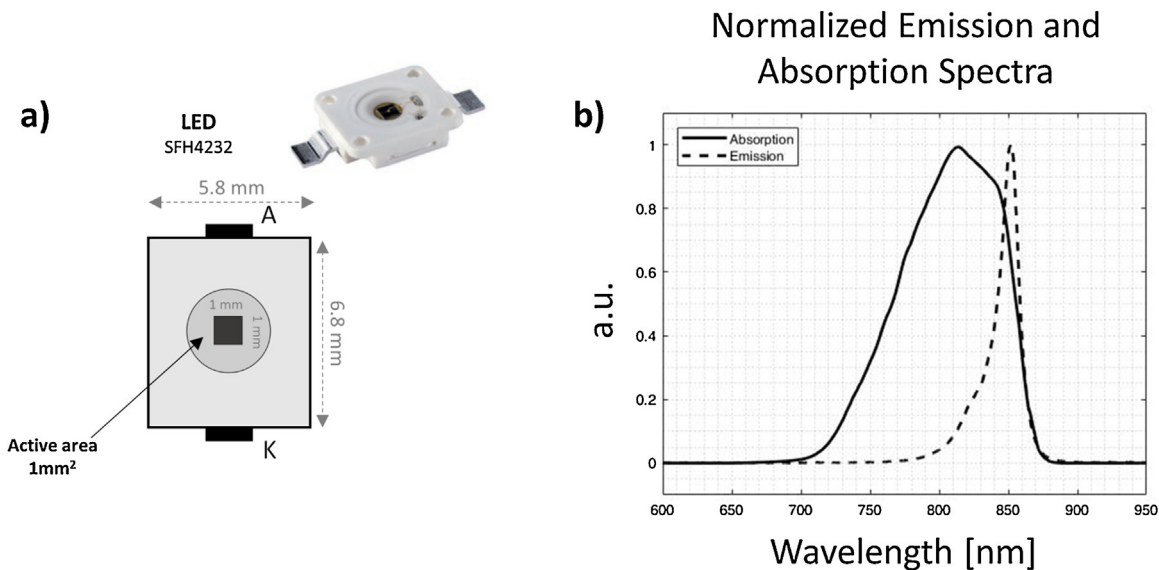 a)
LED
SFH4232
5.8 mm
A
1 mm
1 mm
6.8 mm
Active area
1mm²
K
Normalized Emission and
Absorption Spectra
b)
Absorption
Emission
a.u.
1
0.8
0.6
0.4
0.2
0
600 650 700 750 800 850 900 950
Wavelength [nm]